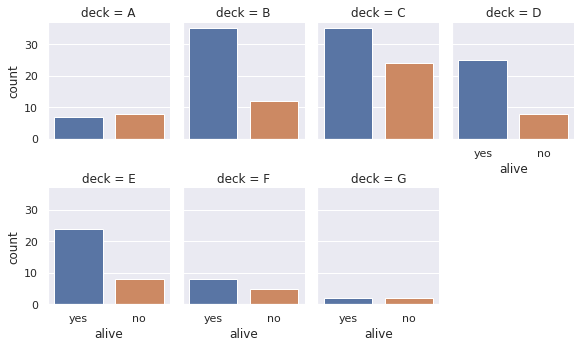 deck = A
deck = B
deck = C
deck = D
count
30
20
10
0
yes
no
alive
deck = E
deck = F
deck = G
count
30
20
10
0
yes
no
yes
no
yes
no
alive
alive
alive